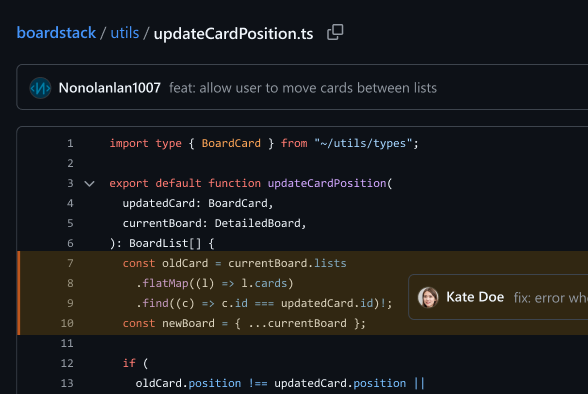 boardstack / utils / updateCardPosition.ts
Nonolanlan1007 feat: allow user to move cards between lists
1 import type { BoardCard } from "~/utils/types";
2
3 export default function updateCardPosition(
4 updatedCard: BoardCard,
5 currentBoard: DetailedBoard,
6 ): BoardList[] {
7 const oldCard = currentBoard.lists
8 .flatMap((l) => l.cards)
9 .find((c) => c.id === updatedCard.id)!;
Kate Doe fix: error whe
10 const newBoard = { ...currentBoard };
11
12 if (
13 oldCard.position !== updatedCard.position ||